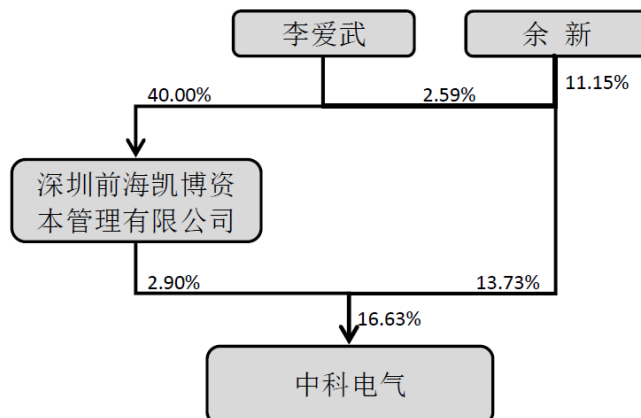 李爱武
余 新
11.15%
40.00%
2.59%
深圳前海凯博资
本管理有限公司
2.90%
13.73%
16.63%
中科电气